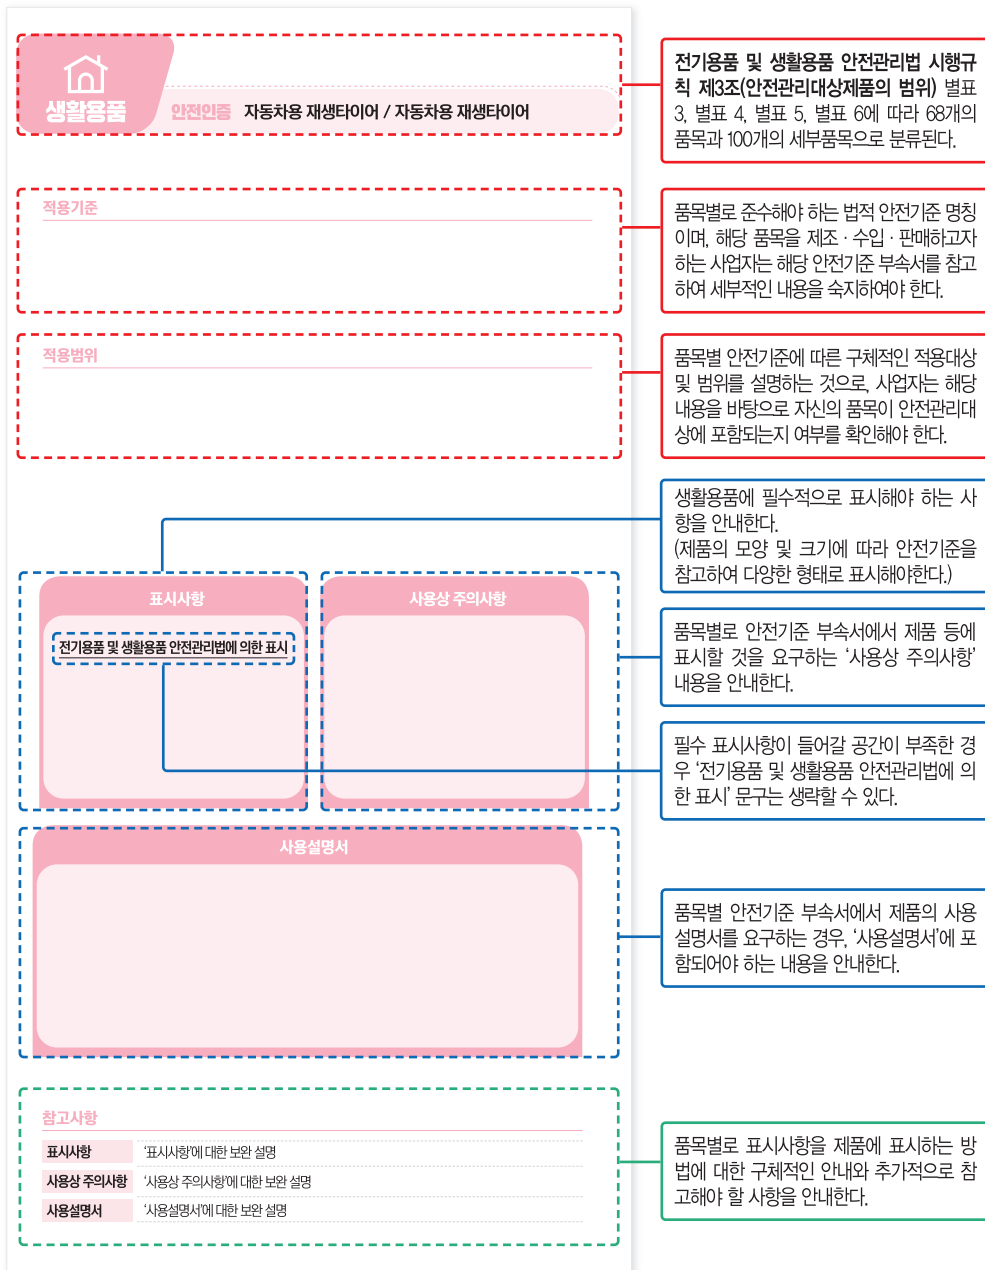 생활용품
안전인증 자동차용 재생타이어 / 자동차용 재생타이어
전기용품 및 생활용품 안전관리법 시행규
칙 제3조(안전관리대상제품의 범위) 별표
3, 별표 4, 별표 5, 별표 6에 따라 68개의
품목과 100개의 세부품목으로 분류된다.
적용기준
품목별로 준수해야 하는 법적 안전기준 명칭
이며, 해당 품목을 제조 · 수입 · 판매하고자
하는 사업자는 해당 안전기준 부속서를 참고
하여 세부적인 내용을 숙지하여야 한다.
적용범위
품목별 안전기준에 따른 구체적인 적용대상
및 범위를 설명하는 것으로, 사업자는 해당
내용을 바탕으로 자신의 품목이 안전관리대
상에 포함되는지 여부를 확인해야 한다.
생활용품에 필수적으로 표시해야 하는 사
항을 안내한다.
(제품의 모양 및 크기에 따라 안전기준을
참고하여 다양한 형태로 표시해야한다.)
표시사항
전기용품 및 생활용품 안전관리법에 의한 표시
사용상 주의사항
품목별로 안전기준 부속서에서 제품 등에
표시할 것을 요구하는 ‘사용상 주의사항’
내용을 안내한다.
필수 표시사항이 들어갈 공간이 부족한 경
우 ‘전기용품 및 생활용품 안전관리법에 의
한 표시’ 문구는 생략할 수 있다.
사용설명서
품목별 안전기준 부속서에서 제품의 사용
설명서를 요구하는 경우, ‘사용설명서’에 포
함되어야 하는 내용을 안내한다.
참고사항
표시사항 ‘표시사항’에 대한 보완 설명
사용상 주의사항 ‘사용상 주의사항’에 대한 보완 설명
사용설명서 ‘사용설명서’에 대한 보완 설명
품목별로 표시사항을 제품에 표시하는 방
법에 대한 구체적인 안내와 추가적으로 참
고해야 할 사항을 안내한다.